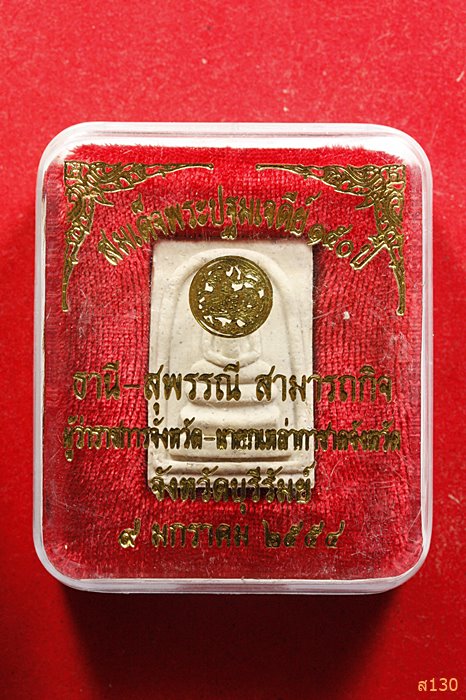 สมเด็จพระปฐมเจดีย์ ๑๕๐ ปี
ธานี-สุพรรณี สามารถกิจ
ผู้ว่าราชการจังหวัด-นายกเหล่ากาชาดจังหวัด
จังหวัดบุรีรัมย์
๙ มกราคม ๒๕๕๔
ส130